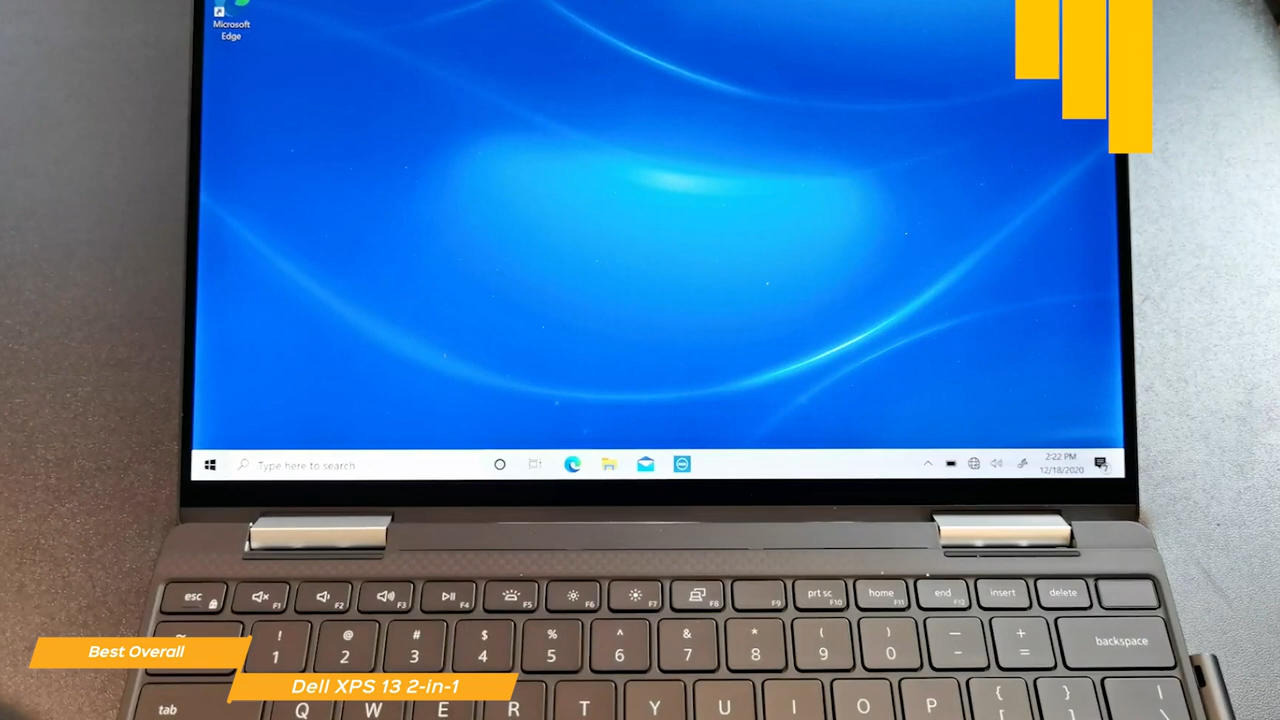 Microsoft
Edge
Type here to search
2:22 PM
12/18/2020
esc F1 F2 F3 F4 F5 F6 F7 F8 F9 prt sc F10 home F11 end F12 insert delete
~ ! @ # $ % ^ & * ( ) — +
1 2 3 4 5 6 7 8 9 0 - = backspace
Best Overall
Dell XPS 13 2-in-1
tab Q W E R T Y U I O P { } |